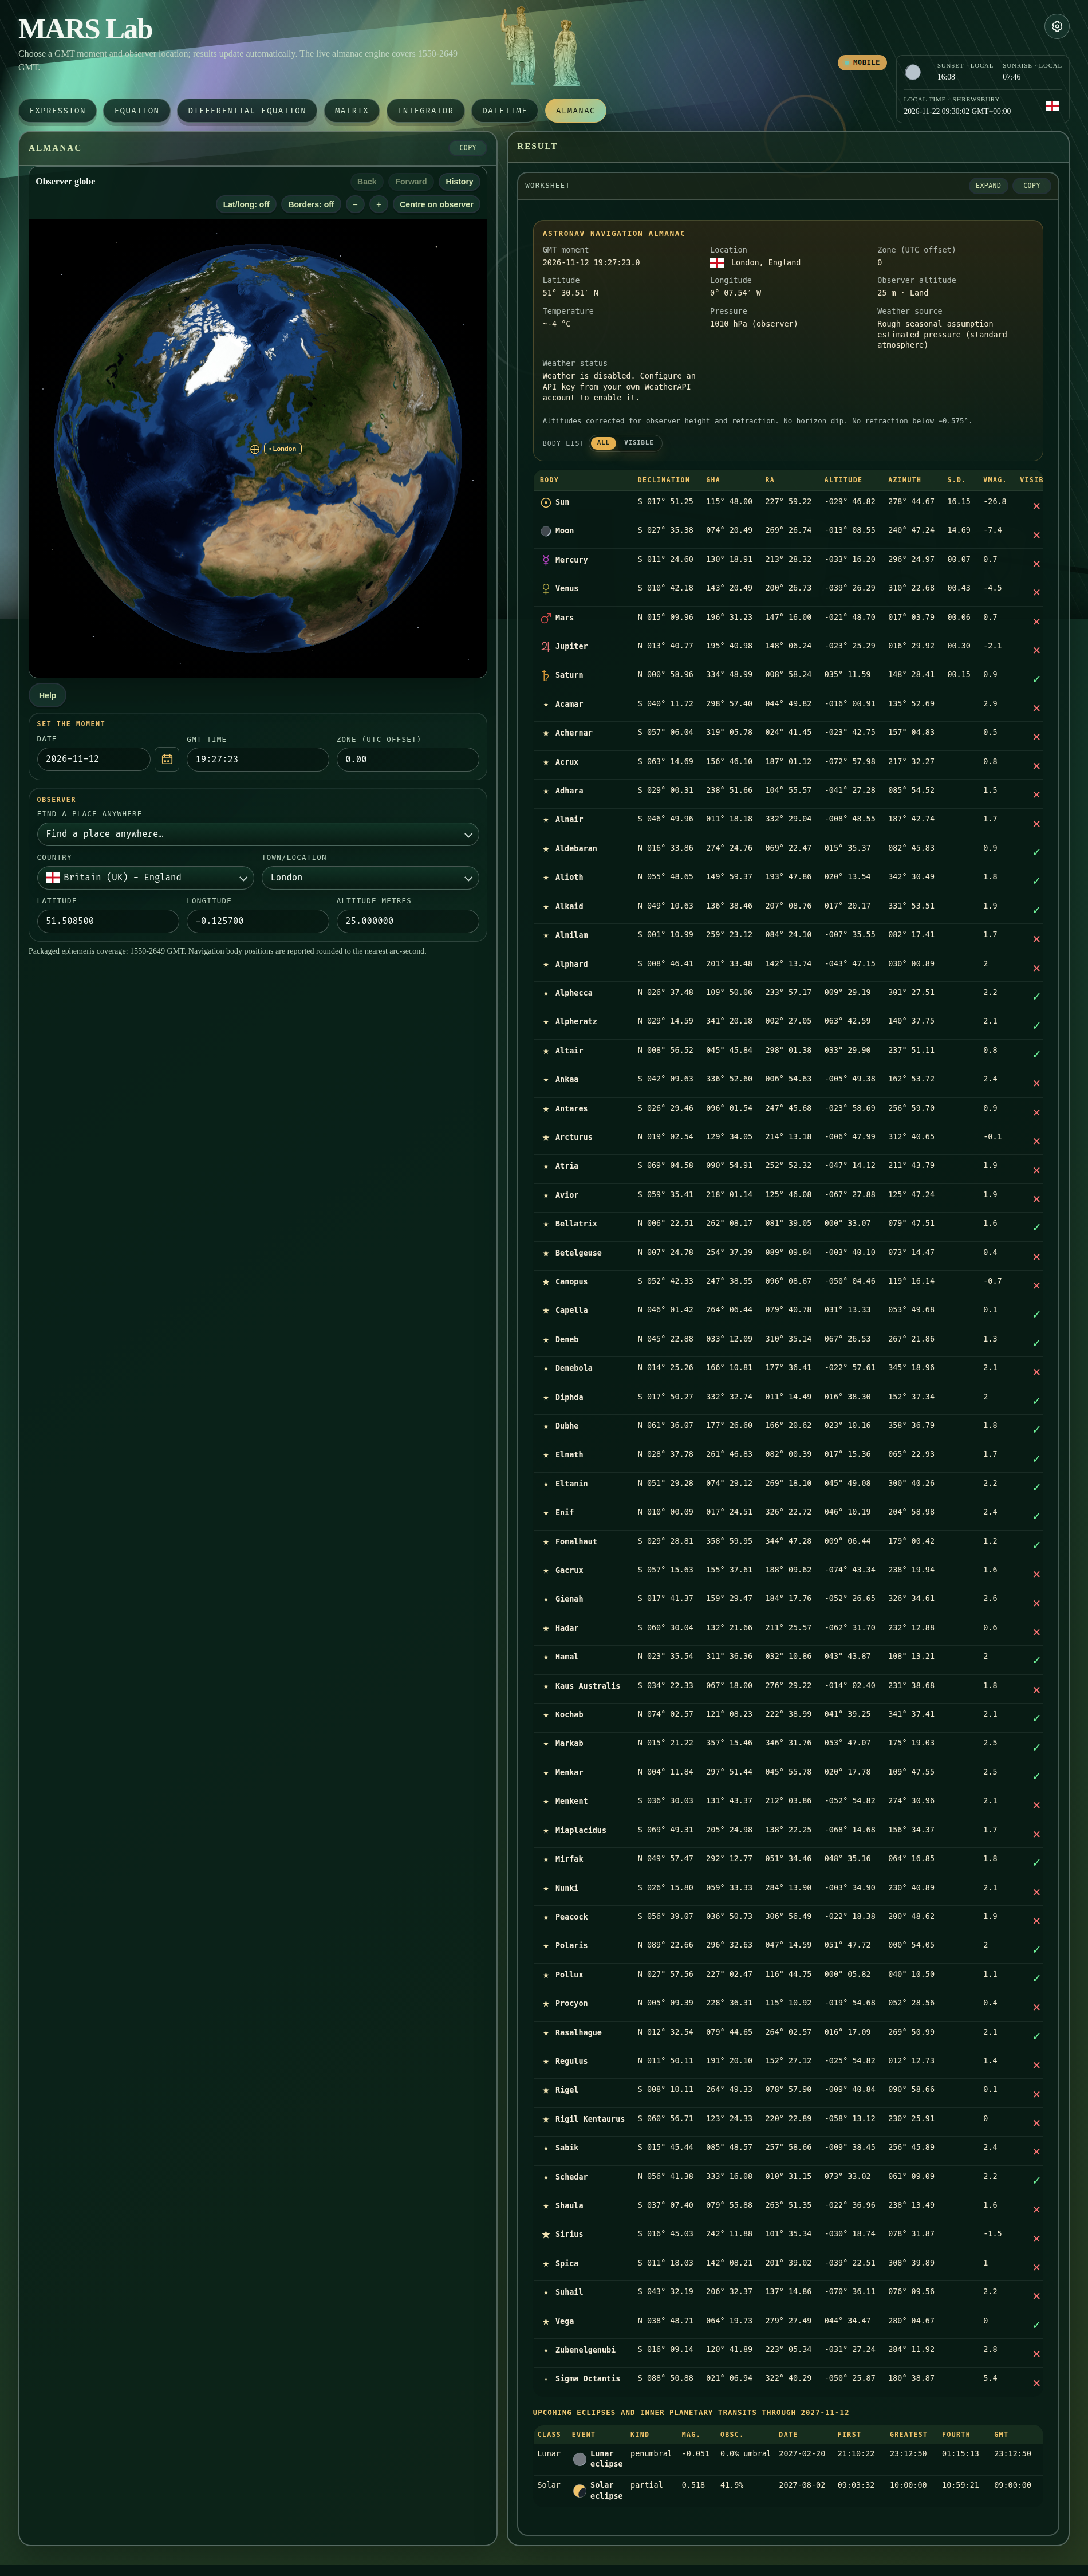 MARS Lab
Choose a GMT moment and observer location; results update automatically. The live almanac engine covers 1550-2649
GMT.
MOBILE
SUNSET · LOCAL SUNRISE · LOCAL
16:08 07:46
LOCAL TIME · SHREWSBURY
2026-11-22 09:30:02 GMT+00:00
EXPRESSION EQUATION DIFFERENTIAL EQUATION MATRIX INTEGRATOR DATETIME ALMANAC
ALMANAC COPY
Observer globe Back Forward History
Lat/long: off Borders: off − + Centre on observer
• London
Help
SET THE MOMENT
DATE GMT TIME ZONE (UTC OFFSET)
2026-11-12 19:27:23 0.00
OBSERVER
FIND A PLACE ANYWHERE
Find a place anywhere…
COUNTRY TOWN/LOCATION
Britain (UK) - England London
LATITUDE LONGITUDE ALTITUDE METRES
51.508500 -0.125700 25.000000
Packaged ephemeris coverage: 1550-2649 GMT. Navigation body positions are reported rounded to the nearest arc-second.
RESULT
WORKSHEET EXPAND COPY
ASTRONAV NAVIGATION ALMANAC
GMT moment Location Zone (UTC offset)
2026-11-12 19:27:23.0 London, England 0
Latitude Longitude Observer altitude
51° 30.51′ N 0° 07.54′ W 25 m · Land
Temperature Pressure Weather source
~-4 °C 1010 hPa (observer) Rough seasonal assumption
estimated pressure (standard
atmosphere)
Weather status
Weather is disabled. Configure an
API key from your own WeatherAPI
account to enable it.
Altitudes corrected for observer height and refraction. No horizon dip. No refraction below −0.575°.
BODY LIST ALL VISIBLE
BODY DECLINATION GHA RA ALTITUDE AZIMUTH S.D. VMAG. VISIB
Sun S 017° 51.25 115° 48.00 227° 59.22 -029° 46.82 278° 44.67 16.15 -26.8 ✕
Moon S 027° 35.38 074° 20.49 269° 26.74 -013° 08.55 240° 47.24 14.69 -7.4 ✕
Mercury S 011° 24.60 130° 18.91 213° 28.32 -033° 16.20 296° 24.97 00.07 0.7 ✕
Venus S 010° 42.18 143° 20.49 200° 26.73 -039° 26.29 310° 22.68 00.43 -4.5 ✕
Mars N 015° 09.96 196° 31.23 147° 16.00 -021° 48.70 017° 03.79 00.06 0.7 ✕
Jupiter N 013° 40.77 195° 40.98 148° 06.24 -023° 25.29 016° 29.92 00.30 -2.1 ✕
Saturn N 000° 58.96 334° 48.99 008° 58.24 035° 11.59 148° 28.41 00.15 0.9 ✓
Acamar S 040° 11.72 298° 57.40 044° 49.82 -016° 00.91 135° 52.69 2.9 ✕
Achernar S 057° 06.04 319° 05.78 024° 41.45 -027° 42.75 157° 04.83 0.5 ✕
Acrux S 063° 14.69 156° 46.10 187° 01.12 -072° 57.98 217° 32.27 0.8 ✕
Adhara S 029° 00.31 238° 51.66 104° 55.57 -041° 27.28 085° 54.52 1.5 ✕
Alnair S 046° 49.96 011° 18.18 332° 29.04 -008° 48.55 187° 42.74 1.7 ✕
Aldebaran N 016° 33.86 274° 24.76 069° 22.47 015° 35.37 082° 45.83 0.9 ✓
Alioth N 055° 48.65 149° 59.37 193° 47.86 020° 13.54 342° 30.49 1.8 ✓
Alkaid N 049° 10.63 136° 38.46 207° 08.76 017° 20.17 331° 53.51 1.9 ✓
Alnilam S 001° 10.99 259° 23.12 084° 24.10 -007° 35.55 082° 17.41 1.7 ✕
Alphard S 008° 46.41 201° 33.48 142° 13.74 -043° 47.15 030° 00.89 2 ✕
Alphecca N 026° 37.48 109° 50.06 233° 57.17 009° 29.19 301° 27.51 2.2 ✓
Alpheratz N 029° 14.59 341° 20.18 002° 27.05 063° 42.59 140° 37.75 2.1 ✓
Altair N 008° 56.52 045° 45.84 298° 01.38 033° 29.90 237° 51.11 0.8 ✓
Ankaa S 042° 09.63 336° 52.60 006° 54.63 -005° 49.38 162° 53.72 2.4 ✕
Antares S 026° 29.46 096° 01.54 247° 45.68 -023° 58.69 256° 59.70 0.9 ✕
Arcturus N 019° 02.54 129° 34.05 214° 13.18 -006° 47.99 312° 40.65 -0.1 ✕
Atria S 069° 04.58 090° 54.91 252° 52.32 -047° 14.12 211° 43.79 1.9 ✕
Avior S 059° 35.41 218° 01.14 125° 46.08 -067° 27.88 125° 47.24 1.9 ✕
Bellatrix N 006° 22.51 262° 08.17 081° 39.05 000° 33.07 079° 47.51 1.6 ✓
Betelgeuse N 007° 24.78 254° 37.39 089° 09.84 -003° 40.10 073° 14.47 0.4 ✕
Canopus S 052° 42.33 247° 38.55 096° 08.67 -050° 04.46 119° 16.14 -0.7 ✕
Capella N 046° 01.42 264° 06.44 079° 40.78 031° 13.33 053° 49.68 0.1 ✓
Deneb N 045° 22.88 033° 12.09 310° 35.14 067° 26.53 267° 21.86 1.3 ✓
Denebola N 014° 25.26 166° 10.81 177° 36.41 -022° 57.61 345° 18.96 2.1 ✕
Diphda S 017° 50.27 332° 32.74 011° 14.49 016° 38.30 152° 37.34 2 ✓
Dubhe N 061° 36.07 177° 26.60 166° 20.62 023° 10.16 358° 36.79 1.8 ✓
Elnath N 028° 37.78 261° 46.83 082° 00.39 017° 15.36 065° 22.93 1.7 ✓
Eltanin N 051° 29.28 074° 29.12 269° 18.10 045° 49.08 300° 40.26 2.2 ✓
Enif N 010° 00.09 017° 24.51 326° 22.72 046° 10.19 204° 58.98 2.4 ✓
Fomalhaut S 029° 28.81 358° 59.95 344° 47.28 009° 06.44 179° 00.42 1.2 ✓
Gacrux S 057° 15.63 155° 37.61 188° 09.62 -074° 43.34 238° 19.94 1.6 ✕
Gienah S 017° 41.37 159° 29.47 184° 17.76 -052° 26.65 326° 34.61 2.6 ✕
Hadar S 060° 30.04 132° 21.66 211° 25.57 -062° 31.70 232° 12.88 0.6 ✕
Hamal N 023° 35.54 311° 36.36 032° 10.86 043° 43.87 108° 13.21 2 ✓
Kaus Australis S 034° 22.33 067° 18.00 276° 29.22 -014° 02.40 231° 38.68 1.8 ✕
Kochab N 074° 02.57 121° 08.23 222° 38.99 041° 39.25 341° 37.41 2.1 ✓
Markab N 015° 21.22 357° 15.46 346° 31.76 053° 47.07 175° 19.03 2.5 ✓
Menkar N 004° 11.84 297° 51.44 045° 55.78 020° 17.78 109° 47.55 2.5 ✓
Menkent S 036° 30.03 131° 43.37 212° 03.86 -052° 54.82 274° 30.96 2.1 ✕
Miaplacidus S 069° 49.31 205° 24.98 138° 22.25 -068° 14.68 156° 34.37 1.7 ✕
Mirfak N 049° 57.47 292° 12.77 051° 34.46 048° 35.16 064° 16.85 1.8 ✓
Nunki S 026° 15.80 059° 33.33 284° 13.90 -003° 34.90 230° 40.89 2.1 ✕
Peacock S 056° 39.07 036° 50.73 306° 56.49 -022° 18.38 200° 48.62 1.9 ✕
Polaris N 089° 22.66 296° 32.63 047° 14.59 051° 47.72 000° 54.05 2 ✓
Pollux N 027° 57.56 227° 02.47 116° 44.75 000° 05.82 040° 10.50 1.1 ✓
Procyon N 005° 09.39 228° 36.31 115° 10.92 -019° 54.68 052° 28.56 0.4 ✕
Rasalhague N 012° 32.54 079° 44.65 264° 02.57 016° 17.09 269° 50.99 2.1 ✓
Regulus N 011° 50.11 191° 20.10 152° 27.12 -025° 54.82 012° 12.73 1.4 ✕
Rigel S 008° 10.11 264° 49.33 078° 57.90 -009° 40.84 090° 58.66 0.1 ✕
Rigil Kentaurus S 060° 56.71 123° 24.33 220° 22.89 -058° 13.12 230° 25.91 0 ✕
Sabik S 015° 45.44 085° 48.57 257° 58.66 -009° 38.45 256° 45.89 2.4 ✕
Schedar N 056° 41.38 333° 16.08 010° 31.15 073° 33.02 061° 09.09 2.2 ✓
Shaula S 037° 07.40 079° 55.88 263° 51.35 -022° 36.96 238° 13.49 1.6 ✕
Sirius S 016° 45.03 242° 11.88 101° 35.34 -030° 18.74 078° 31.87 -1.5 ✕
Spica S 011° 18.03 142° 08.21 201° 39.02 -039° 22.51 308° 39.89 1 ✕
Suhail S 043° 32.19 206° 32.37 137° 14.86 -070° 36.11 076° 09.56 2.2 ✕
Vega N 038° 48.71 064° 19.73 279° 27.49 044° 34.47 280° 04.67 0 ✓
Zubenelgenubi S 016° 09.14 120° 41.89 223° 05.34 -031° 27.24 284° 11.92 2.8 ✕
Sigma Octantis S 088° 50.88 021° 06.94 322° 40.29 -050° 25.87 180° 38.87 5.4 ✕
UPCOMING ECLIPSES AND INNER PLANETARY TRANSITS THROUGH 2027-11-12
CLASS EVENT KIND MAG. OBSC. DATE FIRST GREATEST FOURTH GMT
Lunar Lunar eclipse penumbral -0.051 0.0% umbral 2027-02-20 21:10:22 23:12:50 01:15:13 23:12:50
Solar Solar eclipse partial 0.518 41.9% 2027-08-02 09:03:32 10:00:00 10:59:21 09:00:00